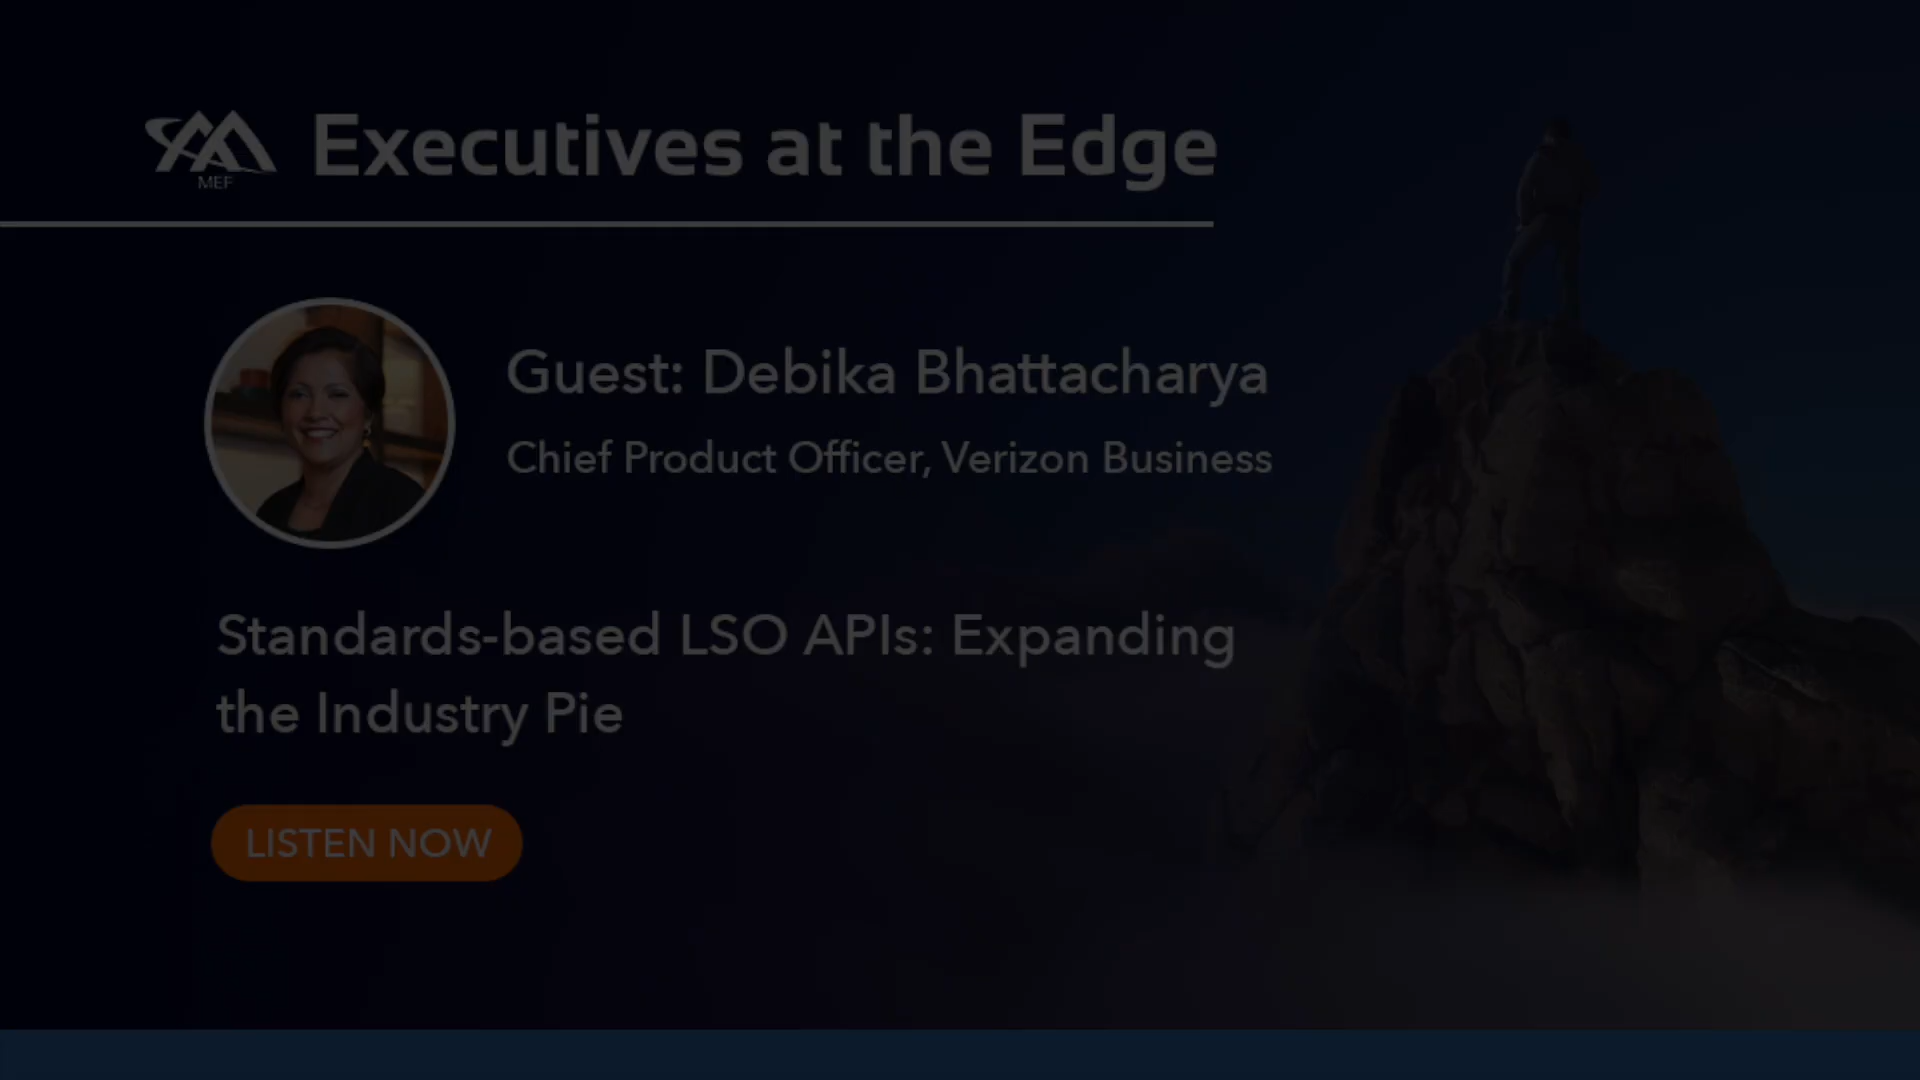 MEF
Executives at the Edge
Guest: Debika Bhattacharya
Chief Product Officer, Verizon Business
Standards-based LSO APIs: Expanding
the Industry Pie
LISTEN NOW